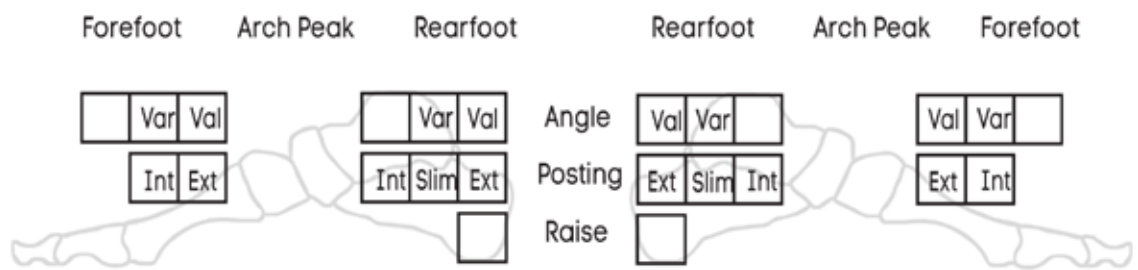 Forefoot Arch Peak Rearfoot Rearfoot Arch Peak Forefoot
Var Val Var Val Angle Val Var Val Var
Int Ext Int Slim Ext Posting Ext Slim Int Ext Int
Raise